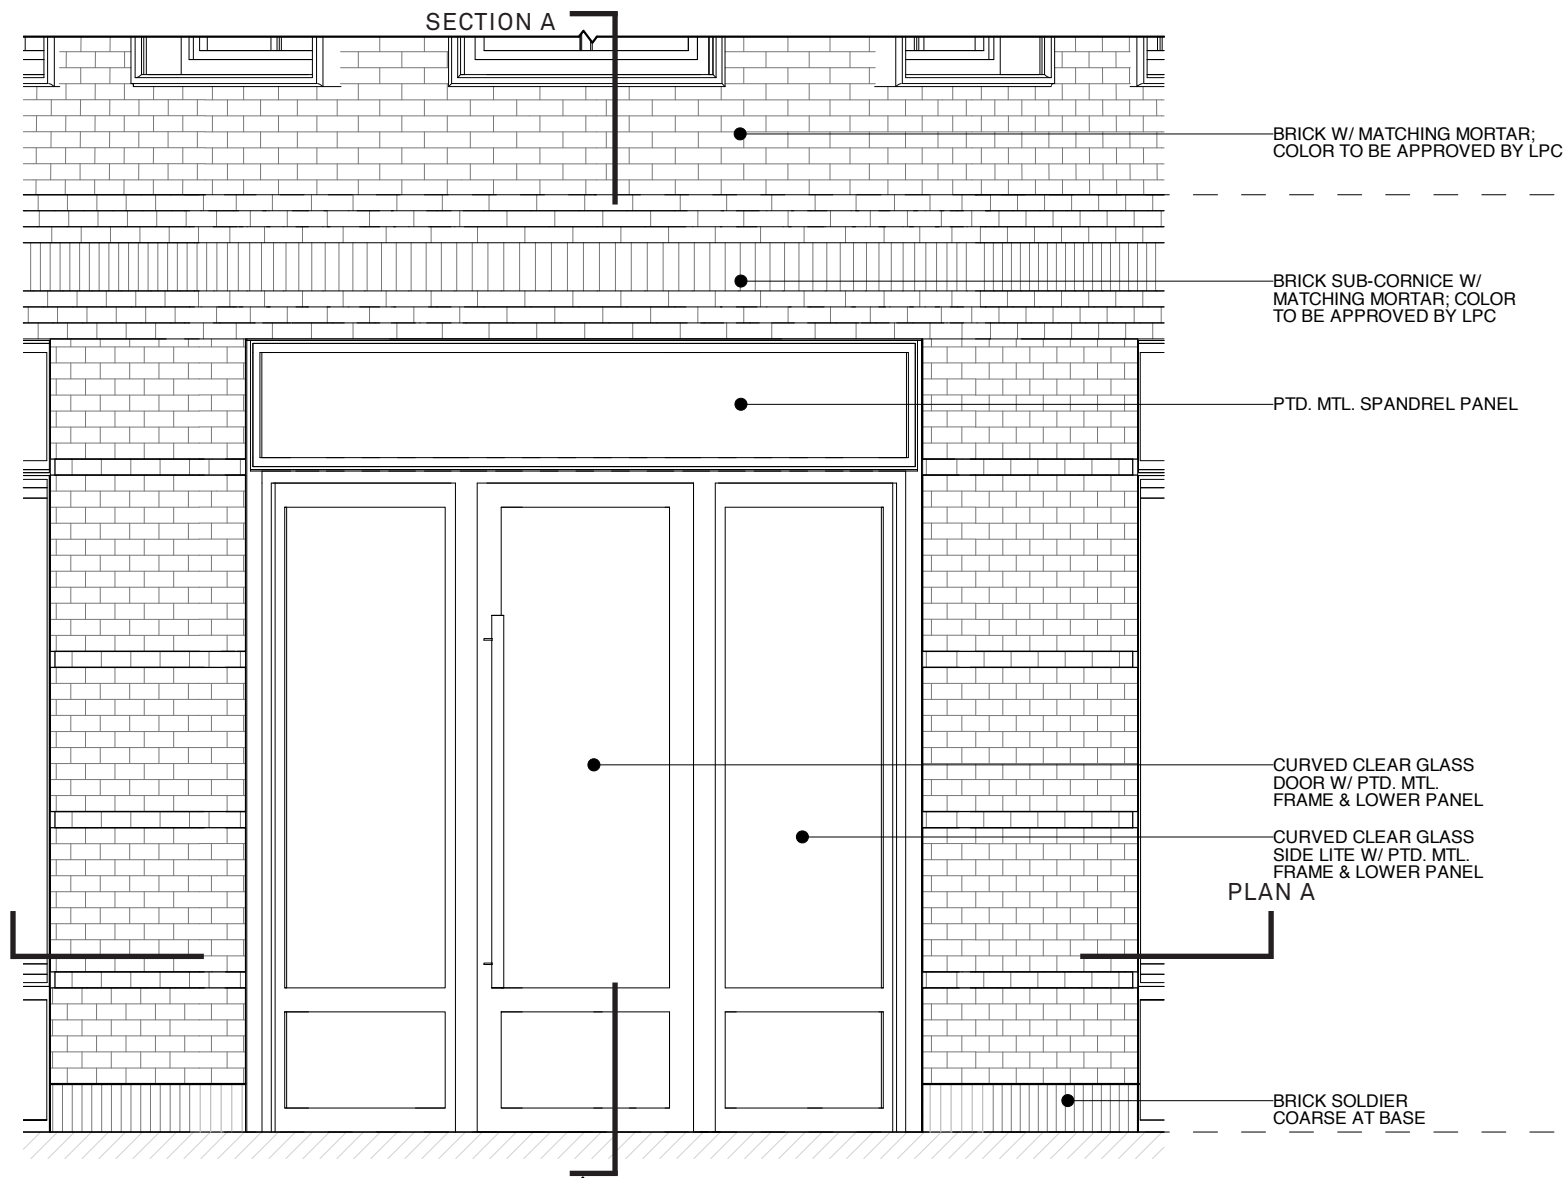 SECTION A
BRICK W/ MATCHING MORTAR;
COLOR TO BE APPROVED BY LPC
BRICK SUB-CORNICE W/
MATCHING MORTAR; COLOR
TO BE APPROVED BY LPC
PTD. MTL. SPANDREL PANEL
CURVED CLEAR GLASS
DOOR W/ PTD. MTL.
FRAME & LOWER PANEL
CURVED CLEAR GLASS
SIDE LITE W/ PTD. MTL.
FRAME & LOWER PANEL
PLAN A
BRICK SOLDIER
COARSE AT BASE